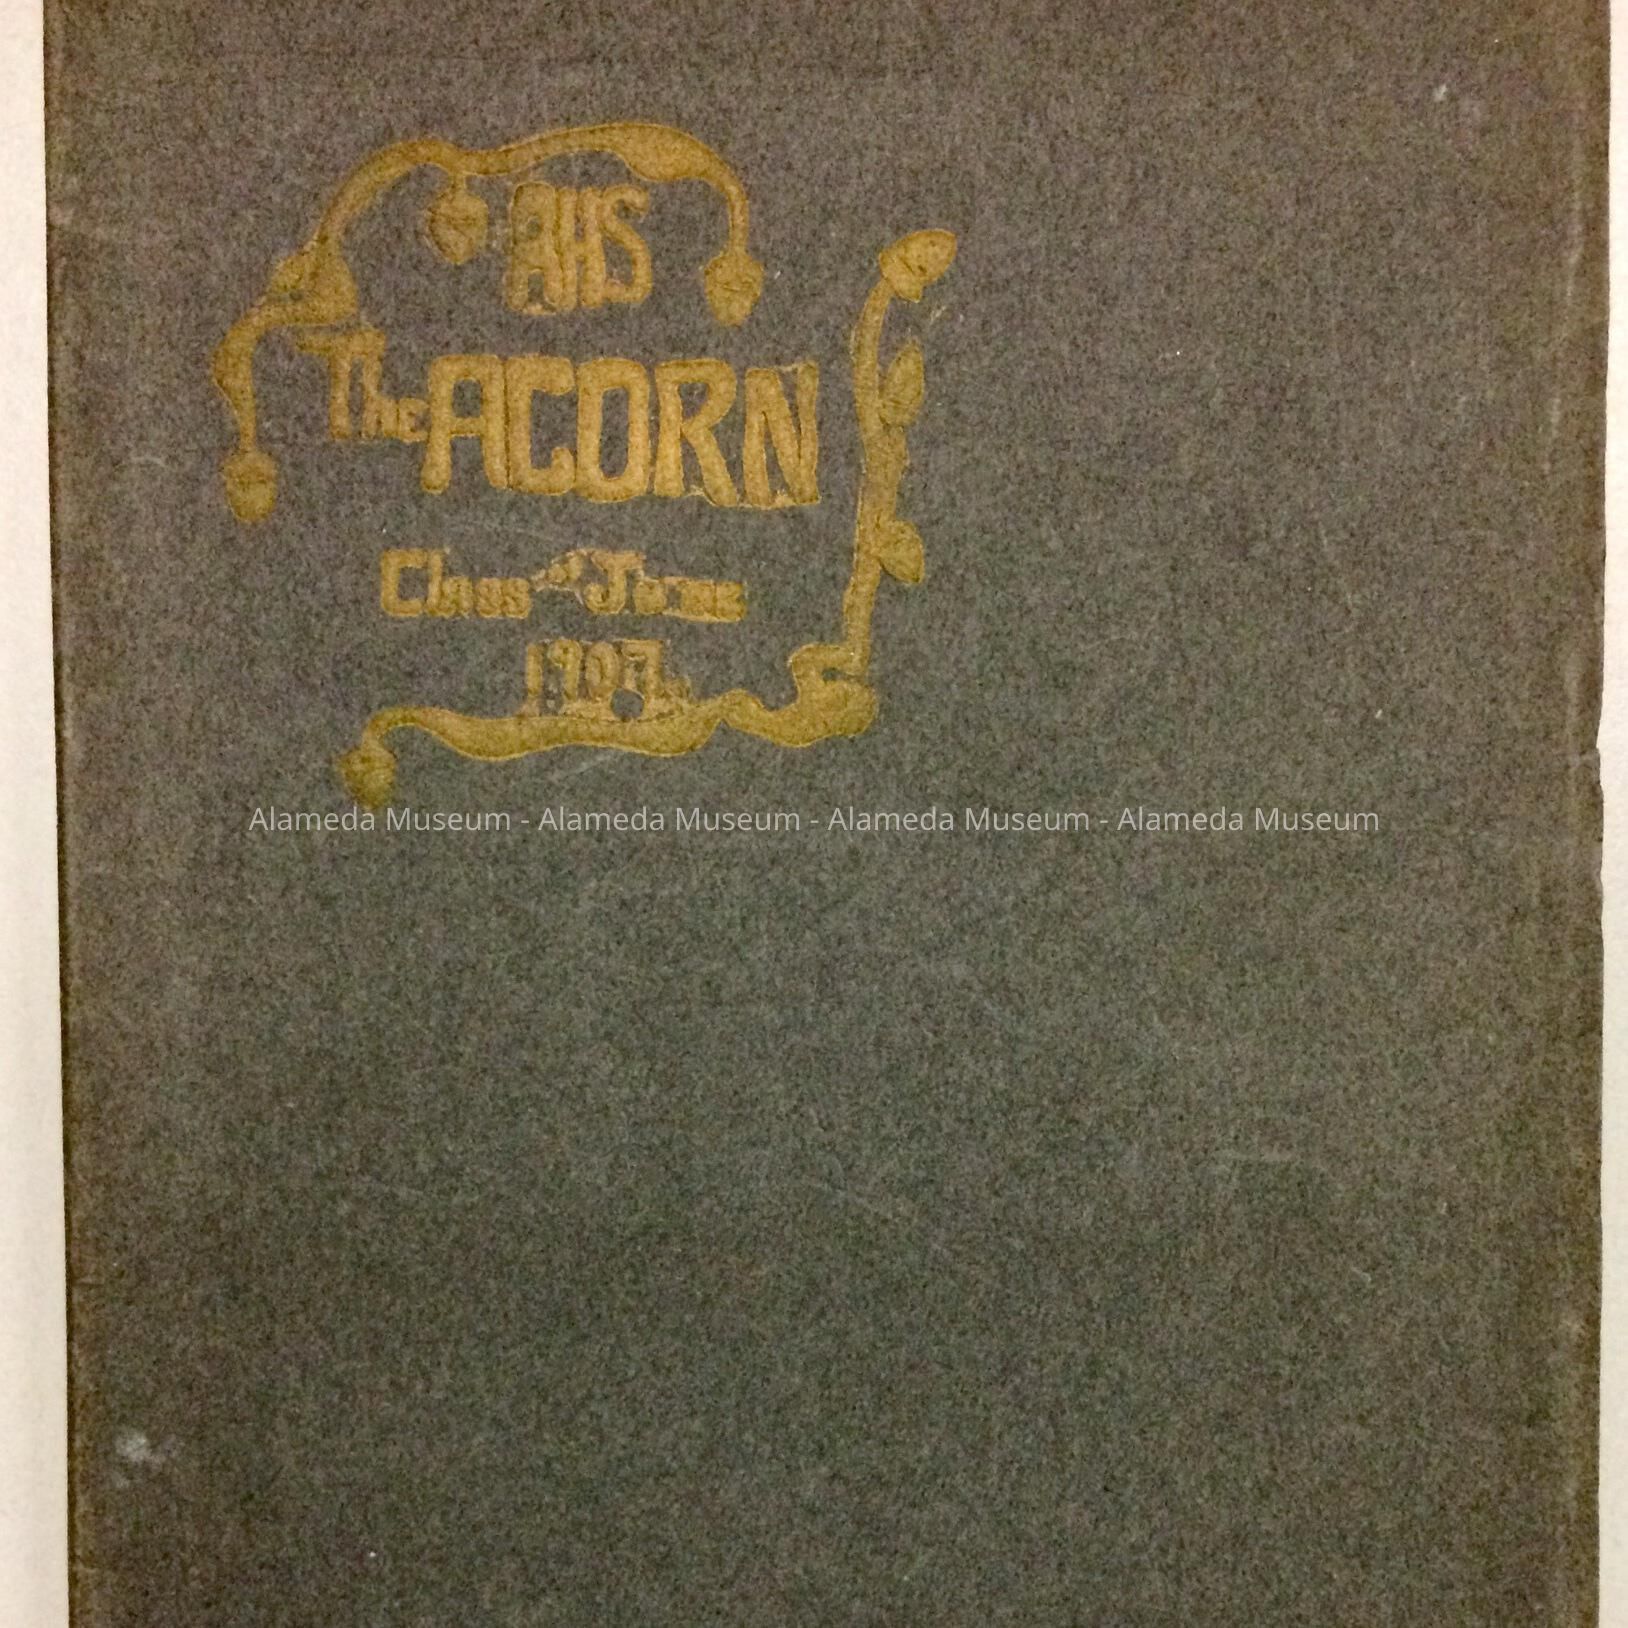 AHS
The ACORN
Class of June
1907
Alameda Museum - Alameda Museum - Alameda Museum - Alameda Museum